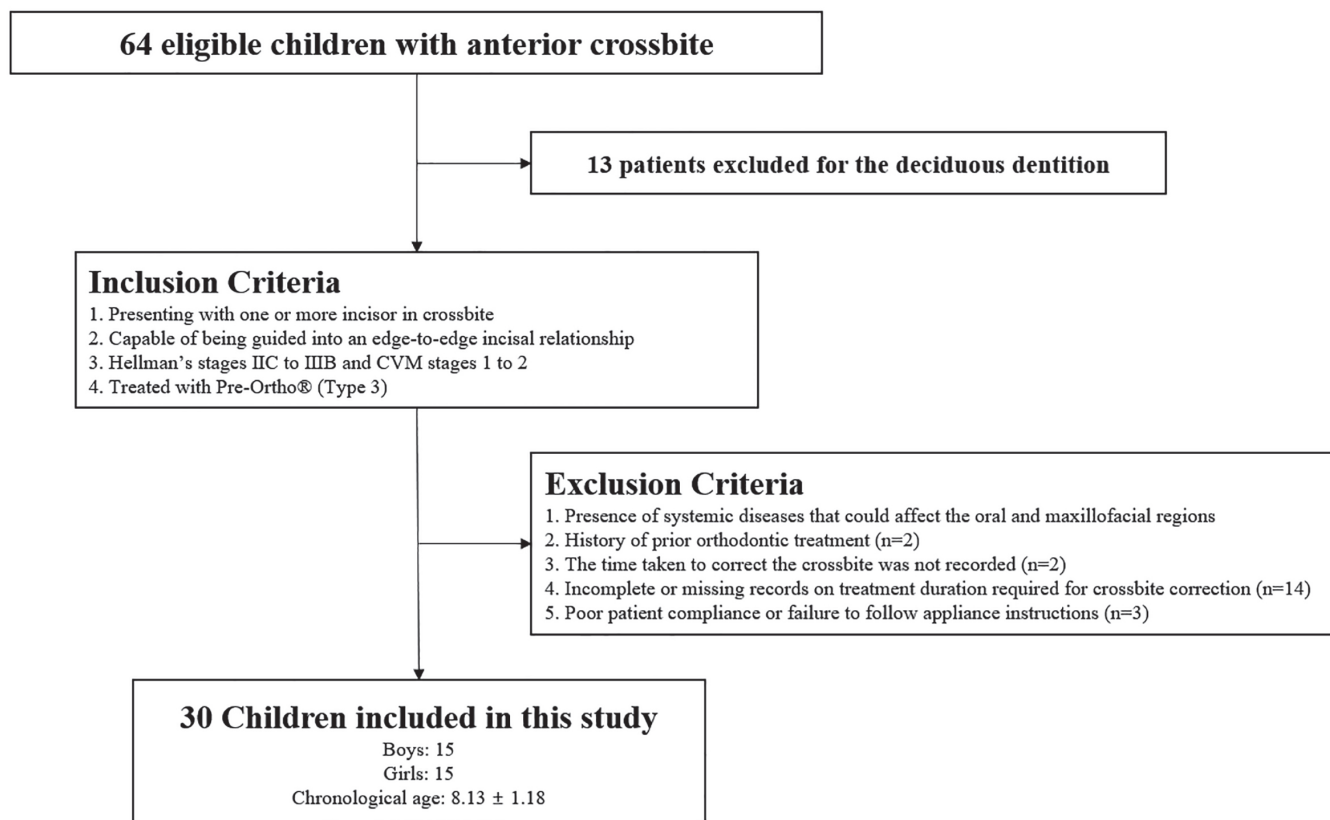 64 eligible children with anterior crossbite
13 patients excluded for the deciduous dentition
Inclusion Criteria
1. Presenting with one or more incisor in crossbite
2. Capable of being guided into an edge-to-edge incisal relationship
3. Hellman's stages IIC to IIIB and CVM stages 1 to 2
4. Treated with Pre-Ortho® (Type 3)
Exclusion Criteria
1. Presence of systemic diseases that could affect the oral and maxillofacial regions
2. History of prior orthodontic treatment (n=2)
3. The time taken to correct the crossbite was not recorded (n=2)
4. Incomplete or missing records on treatment duration required for crossbite correction (n=14)
5. Poor patient compliance or failure to follow appliance instructions (n=3)
30 Children included in this study
Boys: 15
Girls: 15
Chronological age: 8.13 ± 1.18